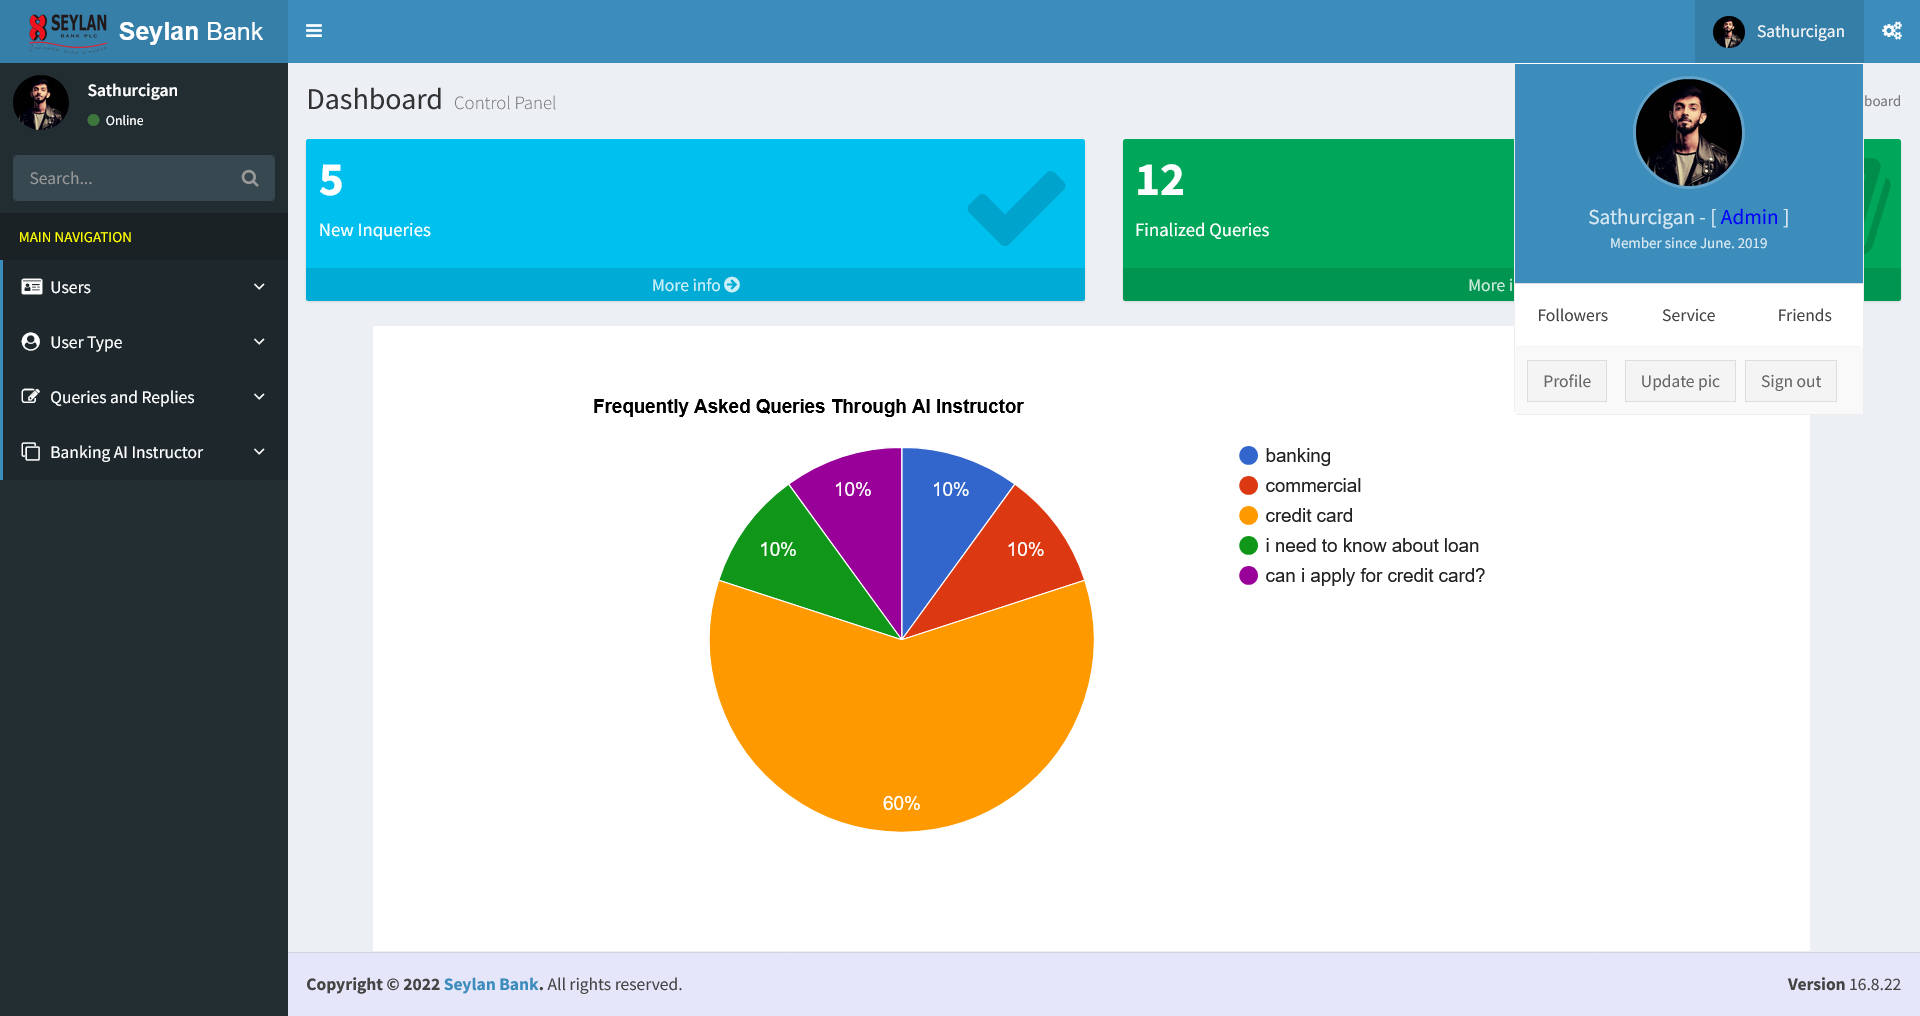 SEYLAN
BANK PLC
Seylan Bank
Sathurcigan
Sathurcigan
Online
Search...
MAIN NAVIGATION
Users
User Type
Queries and Replies
Banking AI Instructor
Dashboard Control Panel
board
5
New Inqueries
More info
12
Finalized Queries
More i
Sathurcigan - [ Admin ]
Member since June. 2019
Followers Service Friends
Profile Update pic Sign out
Frequently Asked Queries Through AI Instructor
10% 10%
10% 10%
60%
banking
commercial
credit card
i need to know about loan
can i apply for credit card?
Copyright © 2022 Seylan Bank. All rights reserved.
Version 16.8.22